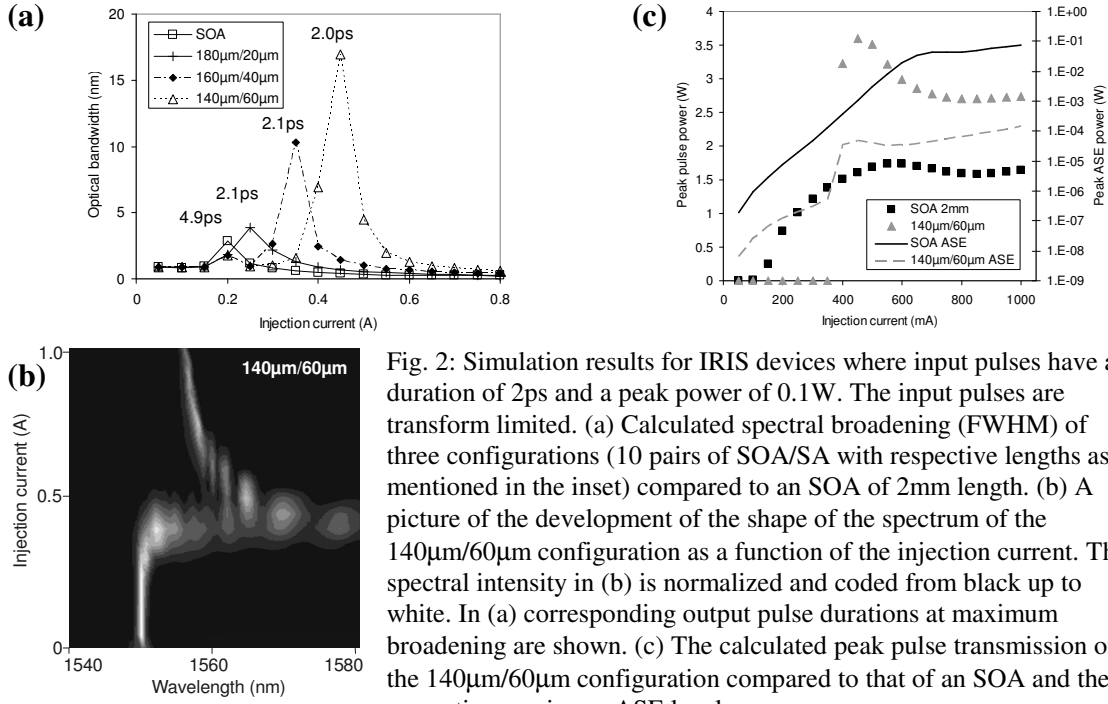 (a)
20
15
10
5
0
Optical bandwidth (nm)
SOA
180µm/20µm
160µm/40µm
140µm/60µm
4.9ps
2.1ps
2.1ps
2.0ps
0 0.2 0.4 0.6 0.8
Injection current (A)
(c)
4
3.5
3
2.5
2
1.5
1
0.5
0
Peak pulse power (W)
1.E+00
1.E-01
1.E-02
1.E-03
1.E-04
1.E-05
1.E-06
1.E-07
1.E-08
1.E-09
Peak ASE power (W)
SOA 2mm
140µm/60µm
SOA ASE
140µm/60µm ASE
0 200 400 600 800 1000
Injection current (mA)
(b)
140µm/60µm
1.0
0.5
0
Injection current (A)
1540 1560 1580
Wavelength (nm)
Fig. 2: Simulation results for IRIS devices where input pulses have a
duration of 2ps and a peak power of 0.1W. The input pulses are
transform limited. (a) Calculated spectral broadening (FWHM) of
three configurations (10 pairs of SOA/SA with respective lengths as
mentioned in the inset) compared to an SOA of 2mm length. (b) A
picture of the development of the shape of the spectrum of the
140µm/60µm configuration as a function of the injection current. Th
spectral intensity in (b) is normalized and coded from black up to
white. In (a) corresponding output pulse durations at maximum
broadening are shown. (c) The calculated peak pulse transmission o
the 140µm/60µm configuration compared to that of an SOA and the